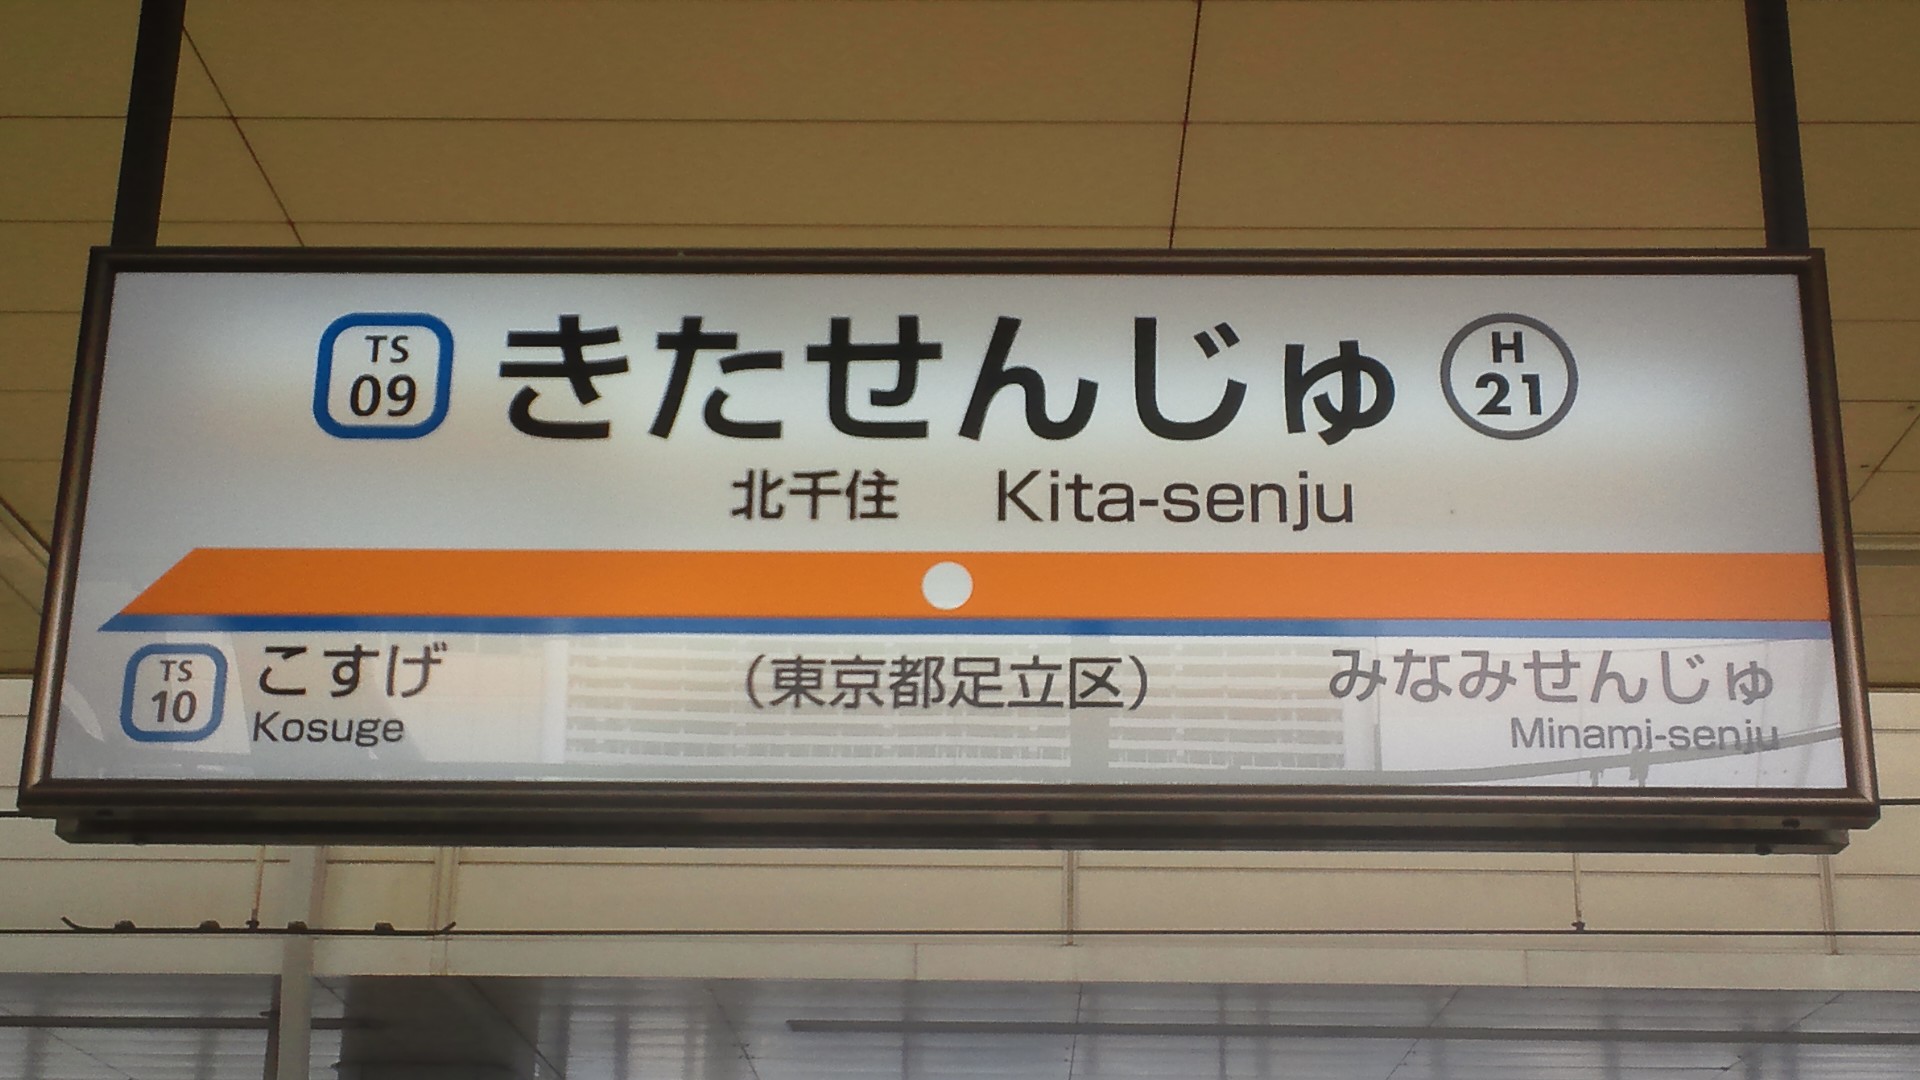 TS
09
きたせんじゅ
H
21
北千住 Kita-senju
TS
10
こすげ
Kosuge
(東京都足立区)
みなみせんじゅ
Minami-senju